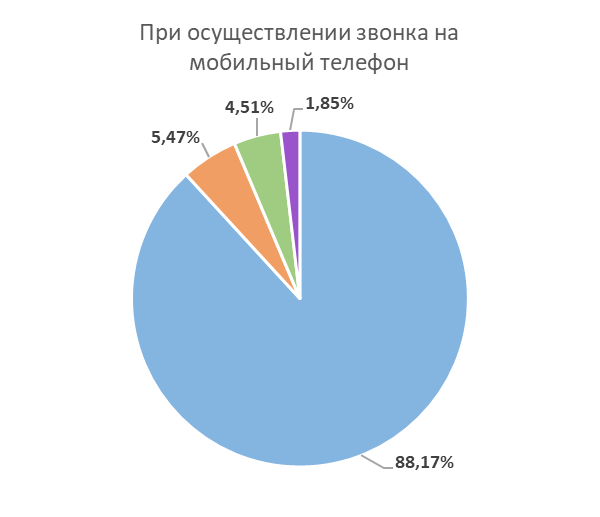 При осуществлении звонка на
мобильный телефон
1,85%
4,51%
5,47%
88,17%